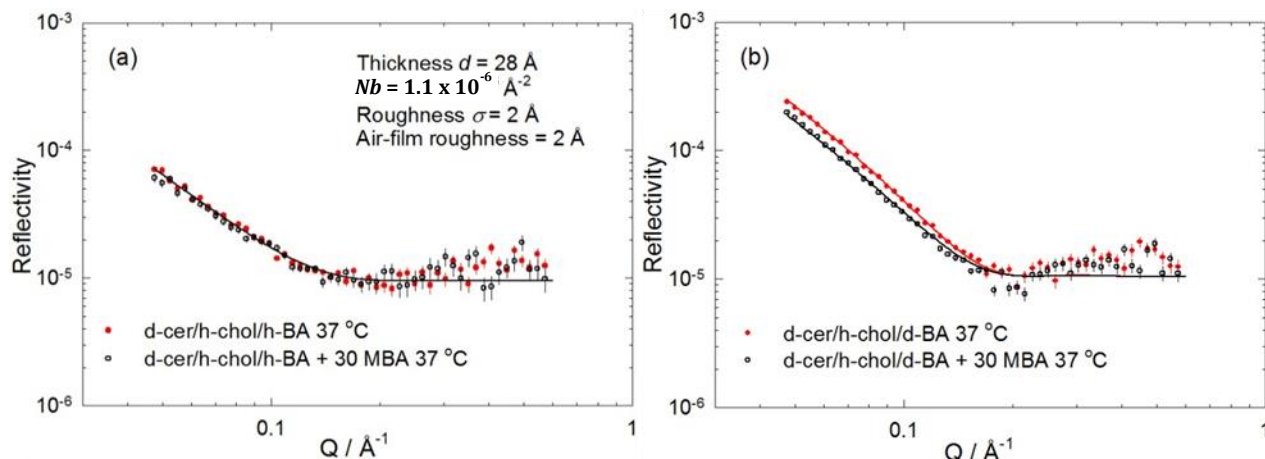 (a)
Thickness d = 28 Å
Nb = 1.1 x 10⁻⁶ Å⁻²
Roughness σ = 2 Å
Air-film roughness = 2 Å
10⁻³
10⁻⁴
10⁻⁵
10⁻⁶
Reflectivity
d-cer/h-chol/h-BA 37 °C
d-cer/h-chol/h-BA + 30 MBA 37 °C
0.1
1
Q / Å⁻¹
(b)
10⁻³
10⁻⁴
10⁻⁵
10⁻⁶
Reflectivity
d-cer/h-chol/d-BA 37 °C
d-cer/h-chol/d-BA + 30 MBA 37 °C
0.1
1
Q / Å⁻¹